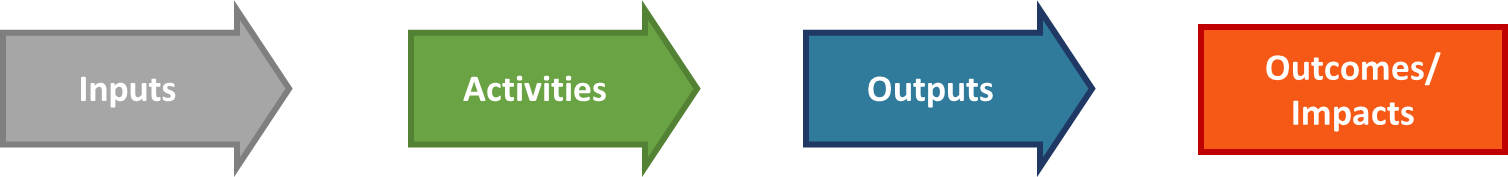 Inputs
Activities
Outputs
Outcomes/
Impacts